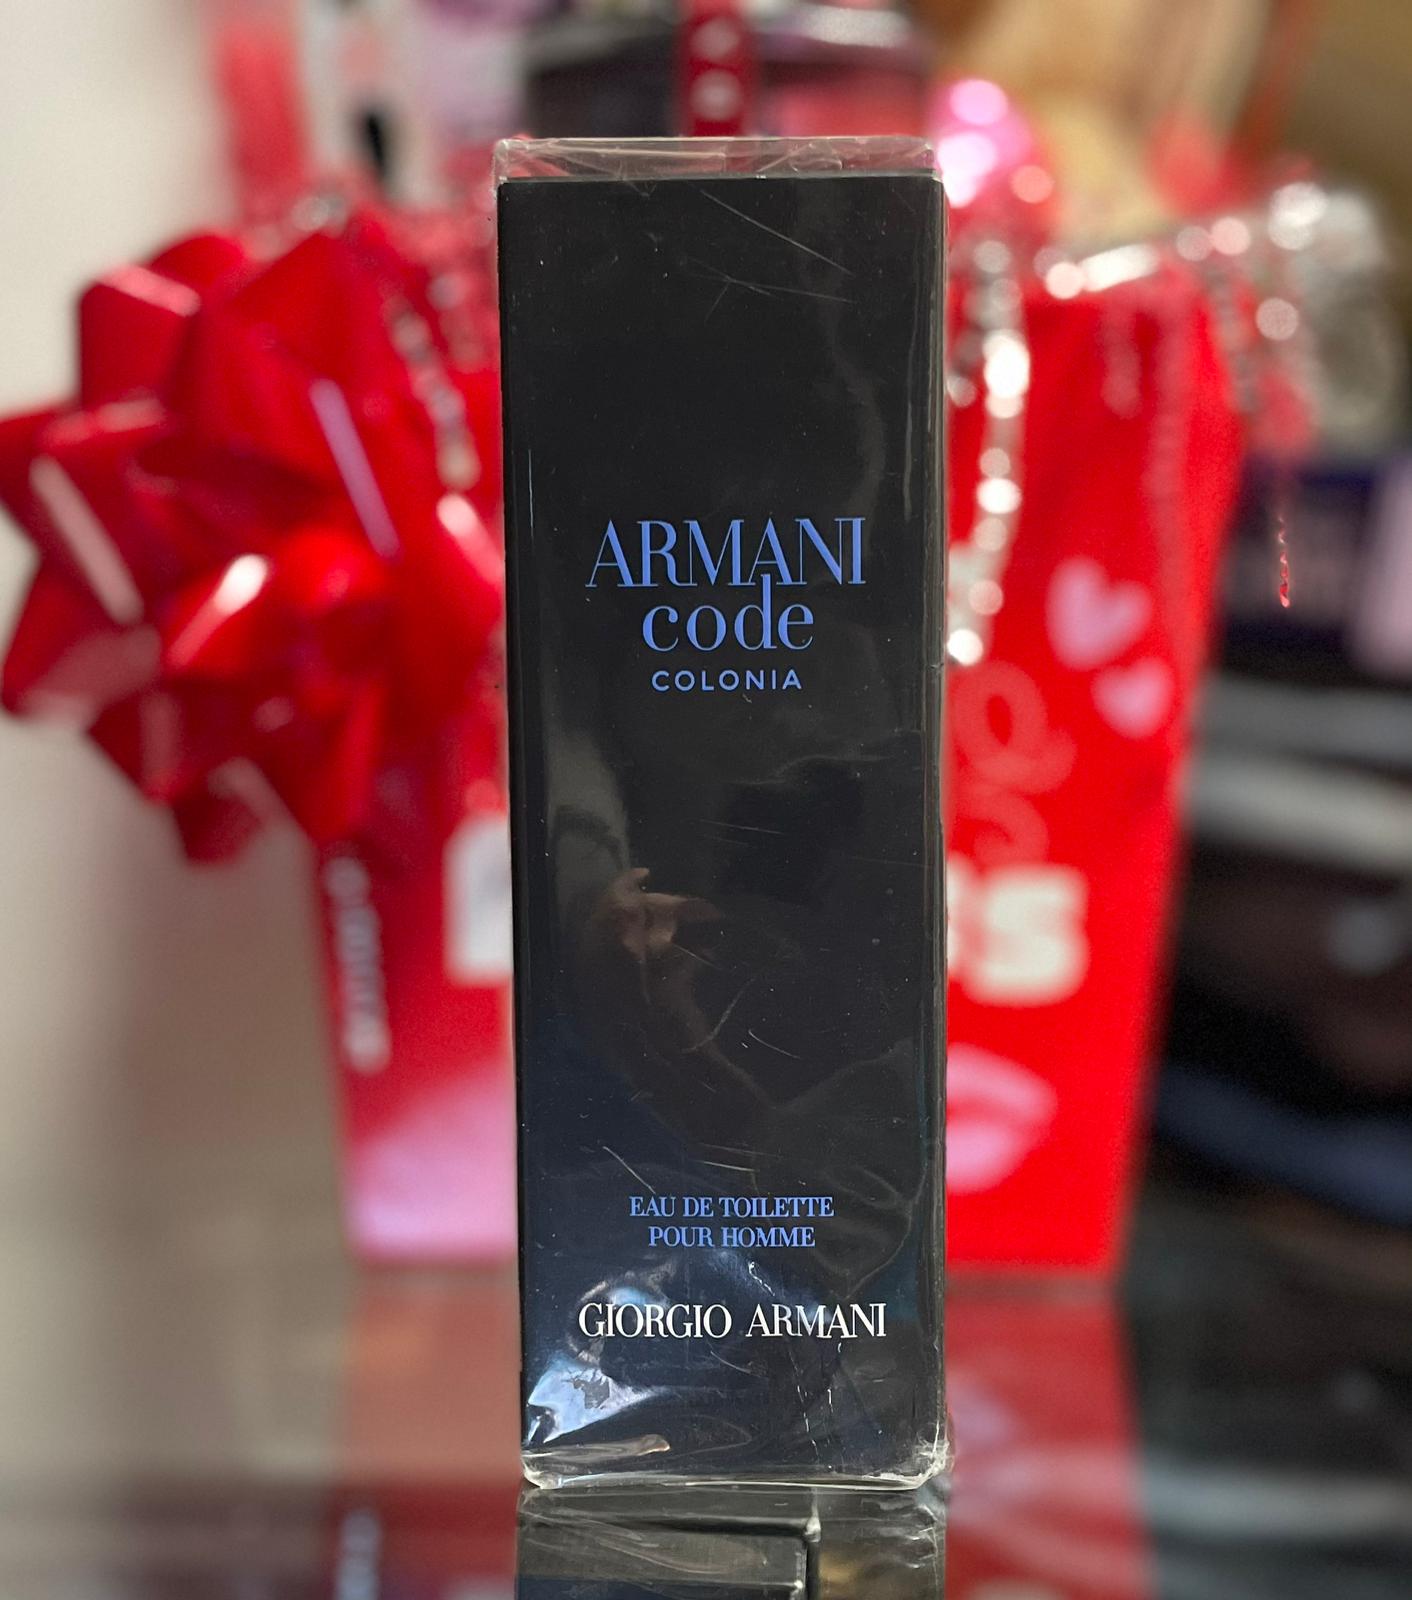 ARMANI
code
COLONIA
EAU DE TOILETTE
POUR HOMME
GIORGIO ARMANI